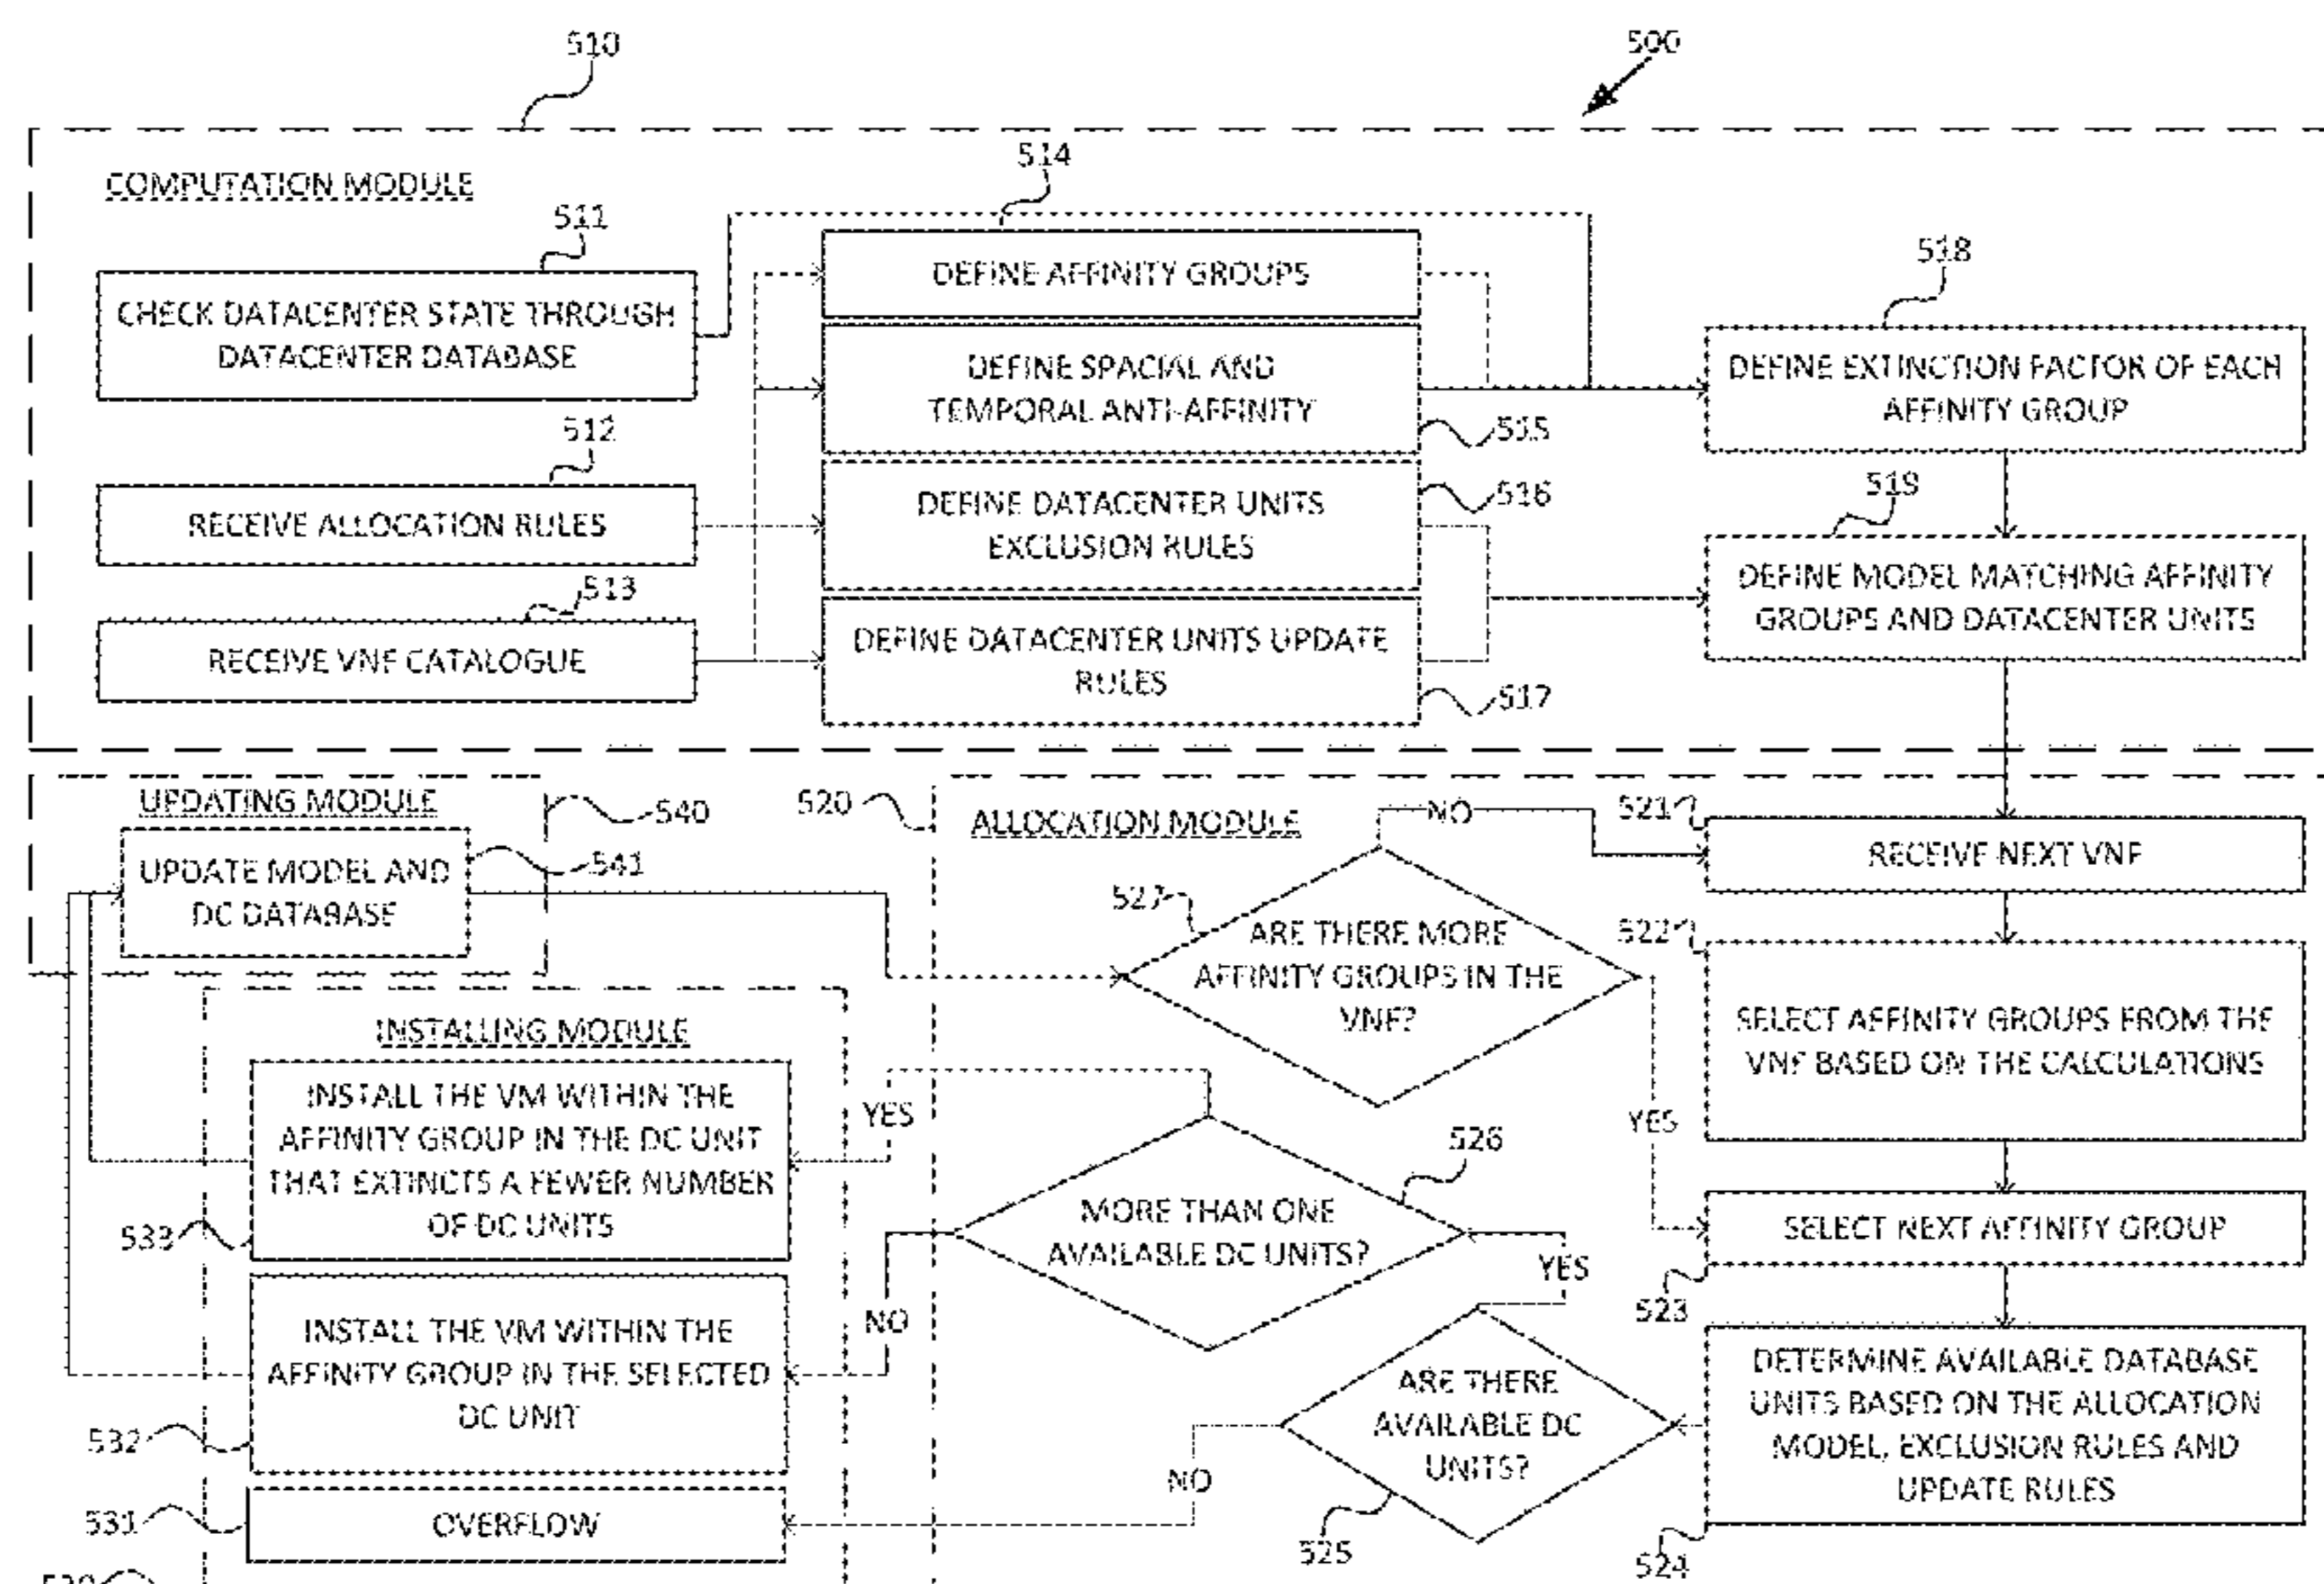 510
500
COMPUTATION MODULE
511
CHECK DATACENTER STATE THROUGH
DATACENTER DATABASE
512
RECEIVE ALLOCATION RULES
513
RECEIVE VNF CATALOGUE
514
DEFINE AFFINITY GROUPS
DEFINE SPACIAL AND
TEMPORAL ANTI-AFFINITY
515
DEFINE DATACENTER UNITS
EXCLUSION RULES
516
DEFINE DATACENTER UNITS UPDATE
RULES
517
518
DEFINE EXTINCTION FACTOR OF EACH
AFFINITY GROUP
519
DEFINE MODEL MATCHING AFFINITY
GROUPS AND DATACENTER UNITS
UPDATING MODULE
540
UPDATE MODEL AND
DC DATABASE
541
520
ALLOCATION MODULE
NO
521
RECEIVE NEXT VNF
527
ARE THERE MORE
AFFINITY GROUPS IN THE
VNF?
YES
522
SELECT AFFINITY GROUPS FROM THE
VNF BASED ON THE CALCULATIONS
INSTALLING MODULE
INSTALL THE VM WITHIN THE
AFFINITY GROUP IN THE DC UNIT
THAT EXTINCTS A FEWER NUMBER
OF DC UNITS
533
YES
526
MORE THAN ONE
AVAILABLE DC UNITS?
YES
NO
SELECT NEXT AFFINITY GROUP
523
INSTALL THE VM WITHIN THE
AFFINITY GROUP IN THE SELECTED
DC UNIT
532
ARE THERE
AVAILABLE DC
UNITS?
525
NO
DETERMINE AVAILABLE DATABASE
UNITS BASED ON THE ALLOCATION
MODEL, EXCLUSION RULES AND
UPDATE RULES
524
531
OVERFLOW